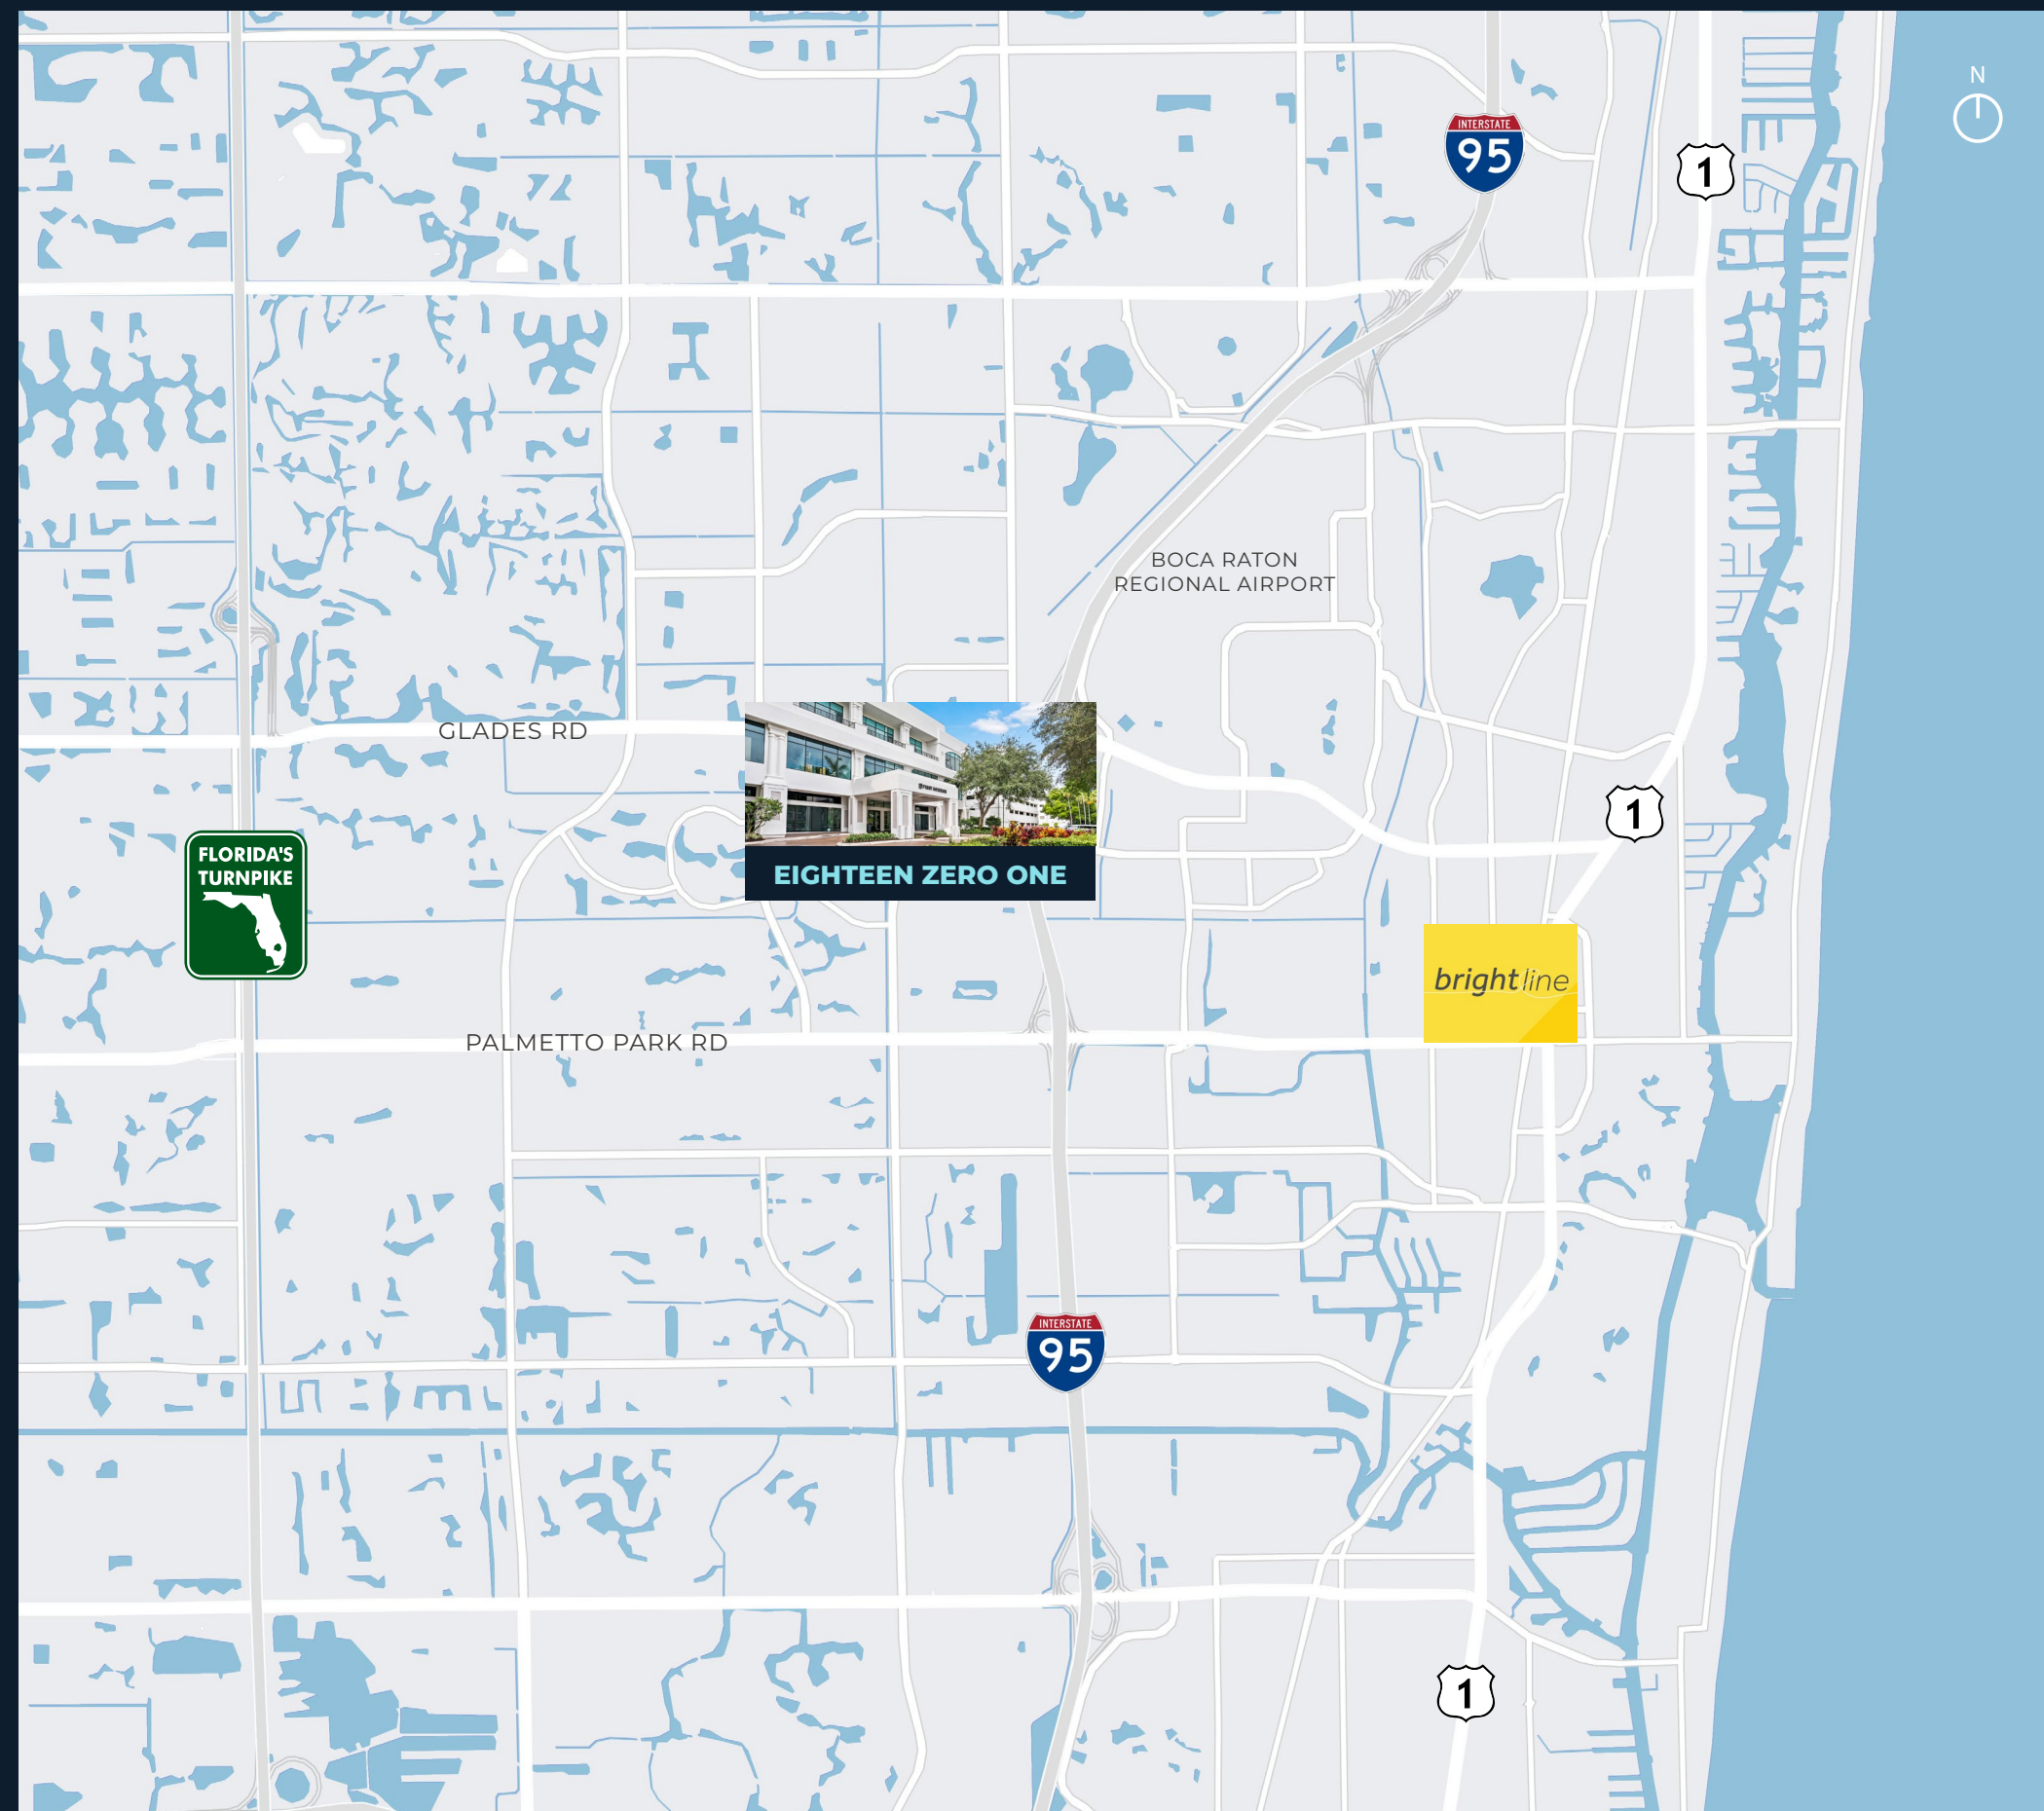 N
INTERSTATE
95
1
BOCA RATON
REGIONAL AIRPORT
GLADES RD
1
FLORIDA'S
TURNPIKE
EIGHTEEN ZERO ONE
brightline
PALMETTO PARK RD
INTERSTATE
95
1